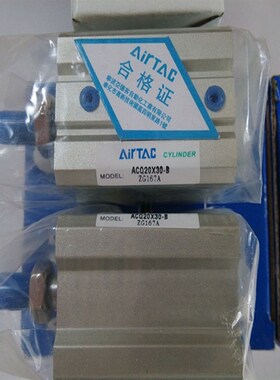 AirTAC
合格证
AirTAC CYLINDER
MODEL: ACQ20X30-B
ZG167A
MODEL: ACQ20X30-B
ZG167A